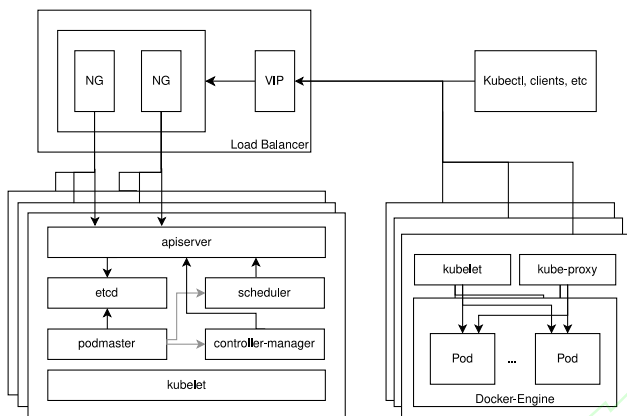 NG
NG
VIP
Kubectl, clients, etc
Load Balancer
apiserver
etcd
scheduler
podmaster
controller-manager
kubelet
kubelet
kube-proxy
Pod
...
Pod
Docker-Engine